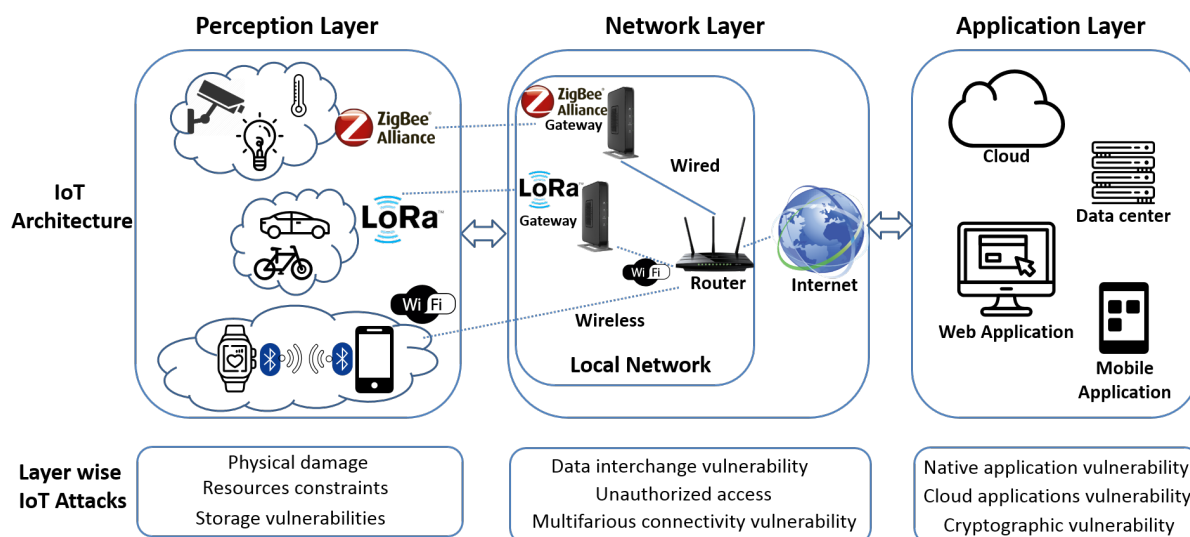 Perception Layer
Network Layer
Application Layer
IoT
Architecture
ZigBee®
Alliance
LoRa™
Wi Fi
ZigBee®
Alliance
Gateway
Wired
LoRa™
Gateway
Wi Fi
Router
Wireless
Local Network
Internet
Cloud
Data center
Web Application
Mobile
Application
Layer wise
IoT Attacks
Physical damage
Resources constraints
Storage vulnerabilities
Data interchange vulnerability
Unauthorized access
Multifarious connectivity vulnerability
Native application vulnerability
Cloud applications vulnerability
Cryptographic vulnerability